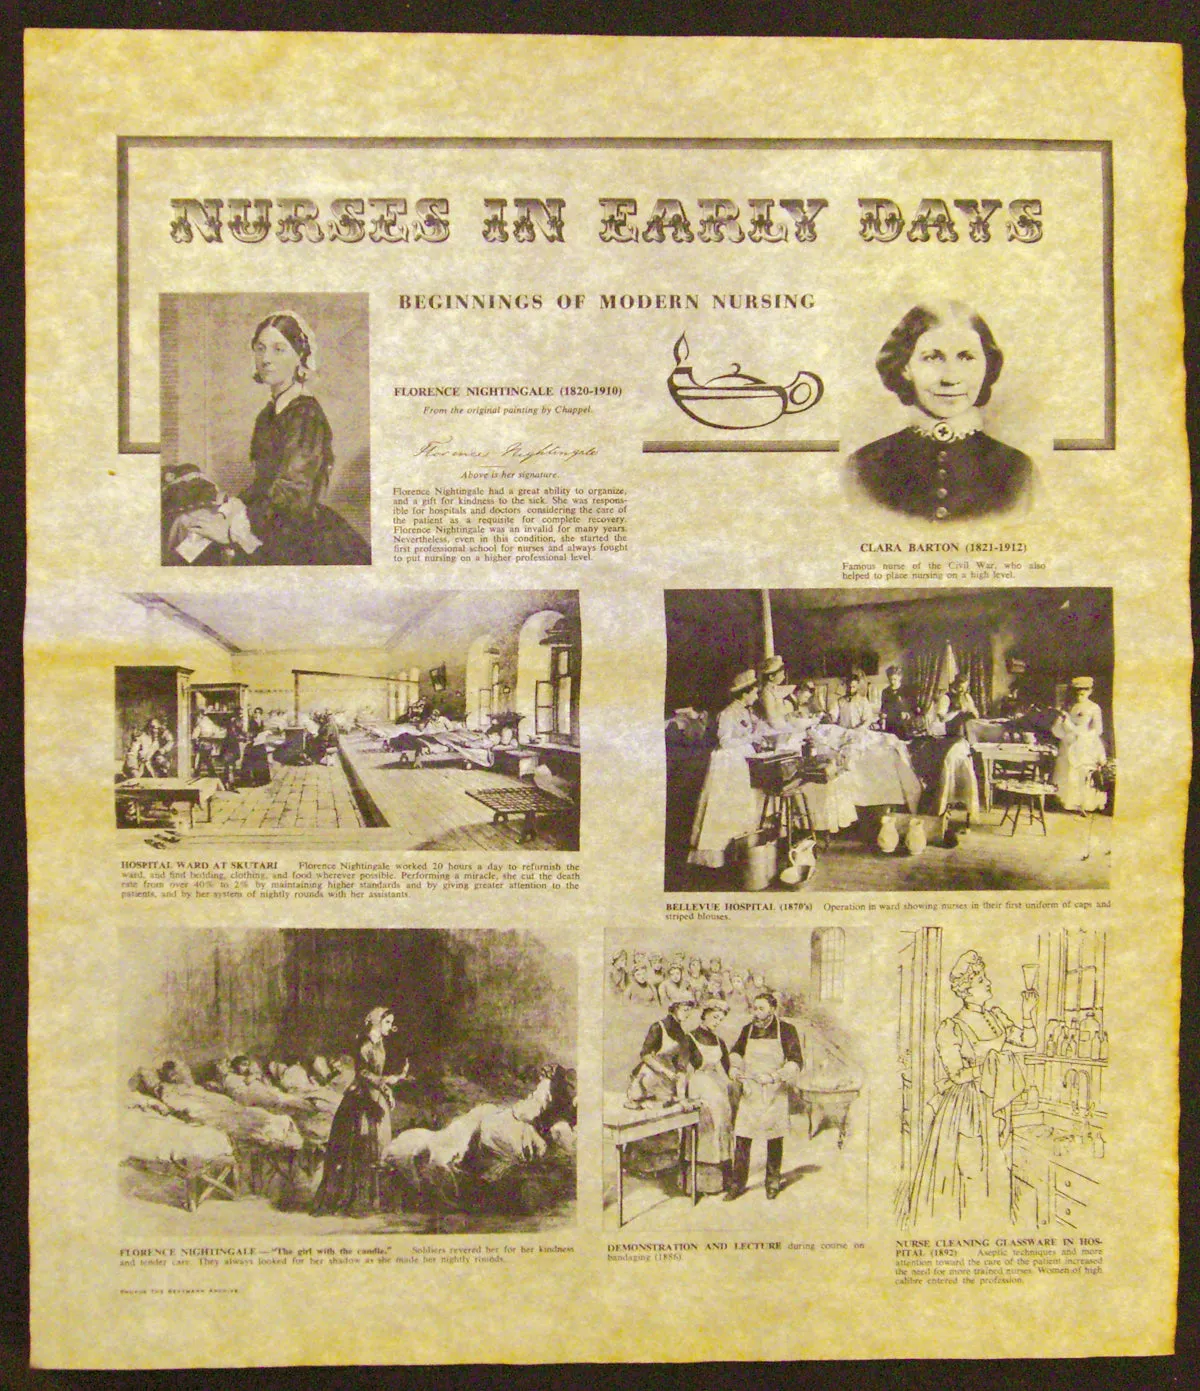 NURSES IN EARLY DAYS
BEGINNINGS OF MODERN NURSING
FLORENCE NIGHTINGALE (1820-1910)
From the original painting by Chappel.
Florence Nightingale
Above is her signature.
Florence Nightingale had a great ability to organize,
and a gift for kindness to the sick. She was respons-
ible for hospitals and doctors considering the care of
the patient as a requisite for complete recovery.
Florence Nightingale was an invalid for many years.
Nevertheless, even in this condition, she started the
first professional school for nurses and always fought
to put nursing on a higher professional level.
CLARA BARTON (1821-1912)
Famous nurse of the Civil War, who also
helped to place nursing on a high level.
HOSPITAL WARD AT SKUTARI Florence Nightingale worked 20 hours a day to refurnish the
ward, and find bedding, clothing, and food wherever possible. Performing a miracle, she cut the death
rate from over 40% to 2% by maintaining higher standards and by giving greater attention to the
patients, and by her system of nightly rounds with her assistants.
BELLEVUE HOSPITAL (1870's) Operation in ward showing nurses in their first uniform of caps and
striped blouses.
FLORENCE NIGHTINGALE — "The girl with the candle." Soldiers revered her for her kindness
and tender care. They always looked for her shadow as she made her nightly rounds.
DEMONSTRATION AND LECTURE during course on
bandaging (1856)
NURSE CLEANING GLASSWARE IN HOS-
PITAL (1892) Aseptic techniques and more
attention toward the care of the patient increased
the need for more trained nurses. Women of high
calibre entered the profession.
PHOTOS THE BETTMANN ARCHIVE